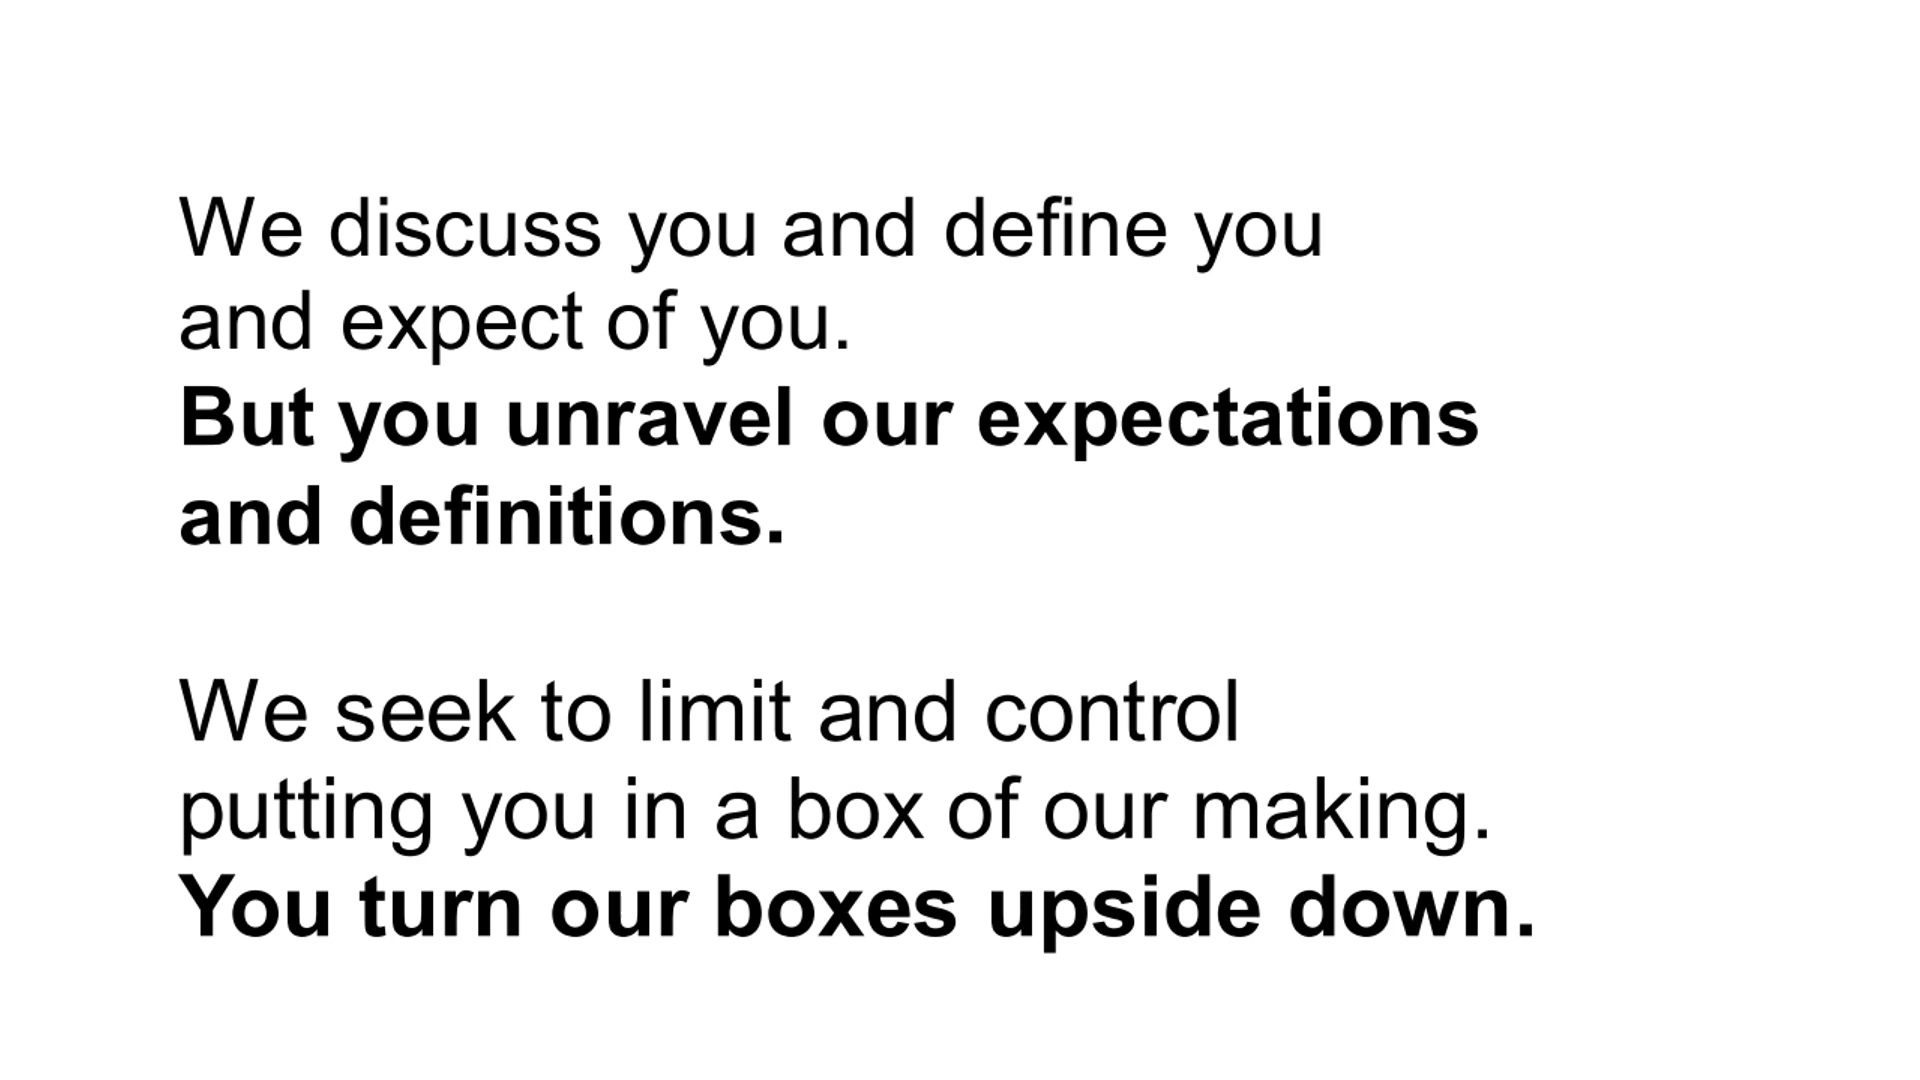 We discuss you and define you
and expect of you.
But you unravel our expectations
and definitions.
We seek to limit and control
putting you in a box of our making.
You turn our boxes upside down.